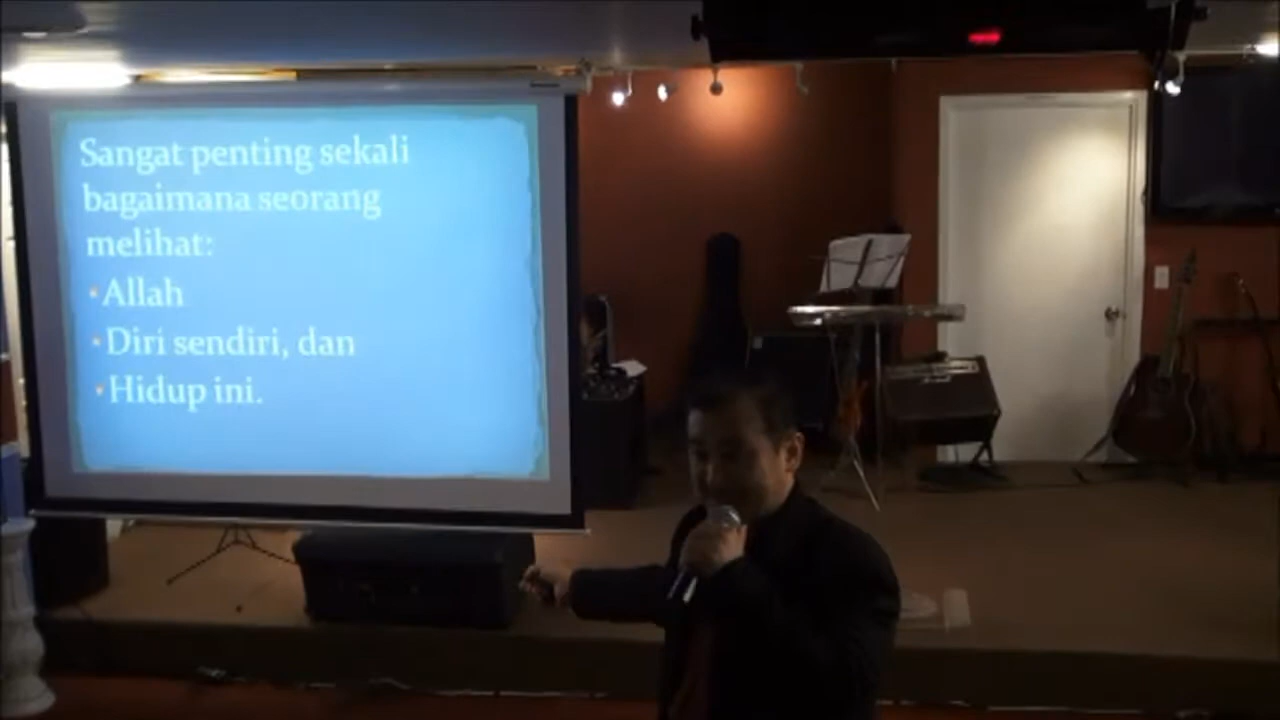 Sangat penting sekali
bagaimana seorang
melihat:
•Allah
•Diri sendiri, dan
•Hidup ini.